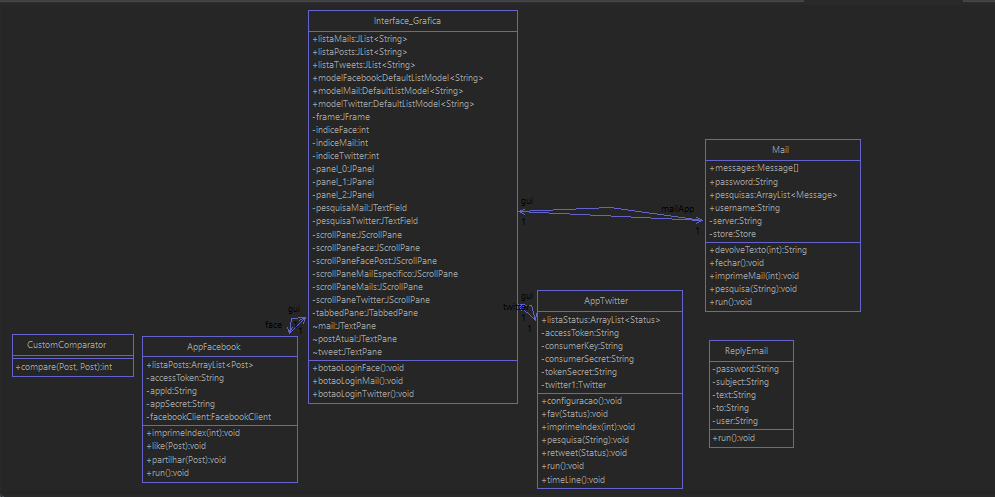 Interface_Grafica
+listaMails:JList<String>
+listaPosts:JList<String>
+listaTweets:JList<String>
+modelFacebook:DefaultListModel<String>
+modelMail:DefaultListModel<String>
+modelTwitter:DefaultListModel<String>
-frame:JFrame
-indiceFace:int
-indiceMail:int
-indiceTwitter:int
-panel_0:JPanel
-panel_1:JPanel
-panel_2:JPanel
-pesquisaMail:JTextField
-pesquisaTwitter:JTextField
-scrollPane:JScrollPane
-scrollPaneFace:JScrollPane
-scrollPaneFacePost:JScrollPane
-scrollPaneMailEspecifico:JScrollPane
-scrollPaneMails:JScrollPane
-scrollPaneTwitter:JScrollPane
-tabbedPane:JTabbedPane
~mail:JTextPane
~postAtual:JTextPane
~tweet:JTextPane
+botaoLoginFace():void
+botaoLoginMail():void
+botaoLoginTwitter():void
gui
1
mailApp
1
Mail
+messages:Message[]
+password:String
+pesquisas:ArrayList<Message>
+username:String
-server:String
-store:Store
+devolveTexto(int):String
+fechar():void
+imprimeMail(int):void
+pesquisa(String):void
+run():void
gui
1
twitter
1
AppTwitter
+listaStatus:ArrayList<Status>
-accessToken:String
-consumerKey:String
-consumerSecret:String
-tokenSecret:String
-twitter1:Twitter
+configuracao():void
+fav(Status):void
+imprimeIndex(int):void
+pesquisa(String):void
+retweet(Status):void
+run():void
+timeLine():void
gui
1
face
AppFacebook
+listaPosts:ArrayList<Post>
-accessToken:String
-appId:String
-appSecret:String
-facebookClient:FacebookClient
+imprimeIndex(int):void
+like(Post):void
+partilhar(Post):void
+run():void
CustomComparator
+compare(Post, Post):int
ReplyEmail
-password:String
-subject:String
-text:String
-to:String
-user:String
+run():void